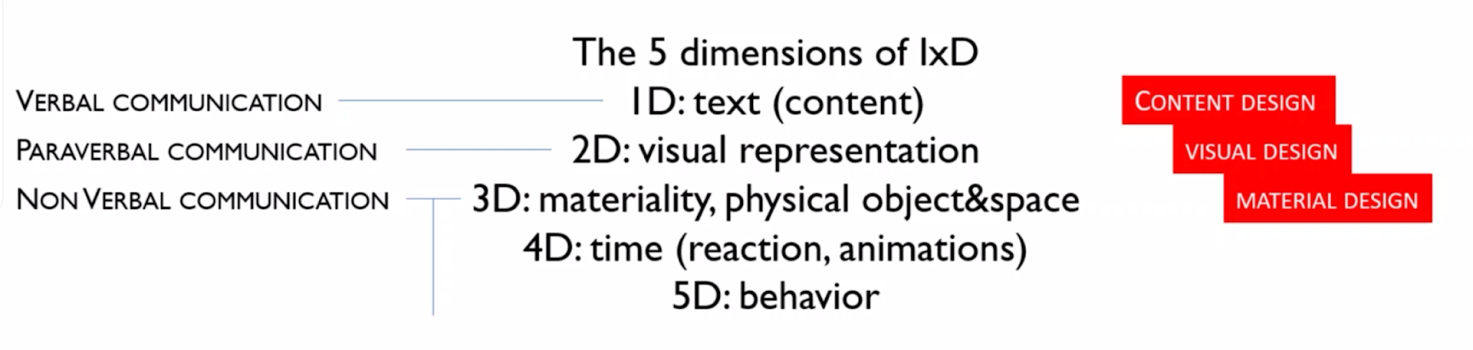 The 5 dimensions of IxD
VERBAL COMMUNICATION 1D: text (content) CONTENT DESIGN
PARAVERBAL COMMUNICATION 2D: visual representation VISUAL DESIGN
NON VERBAL COMMUNICATION 3D: materiality, physical object&space MATERIAL DESIGN
4D: time (reaction, animations)
5D: behavior